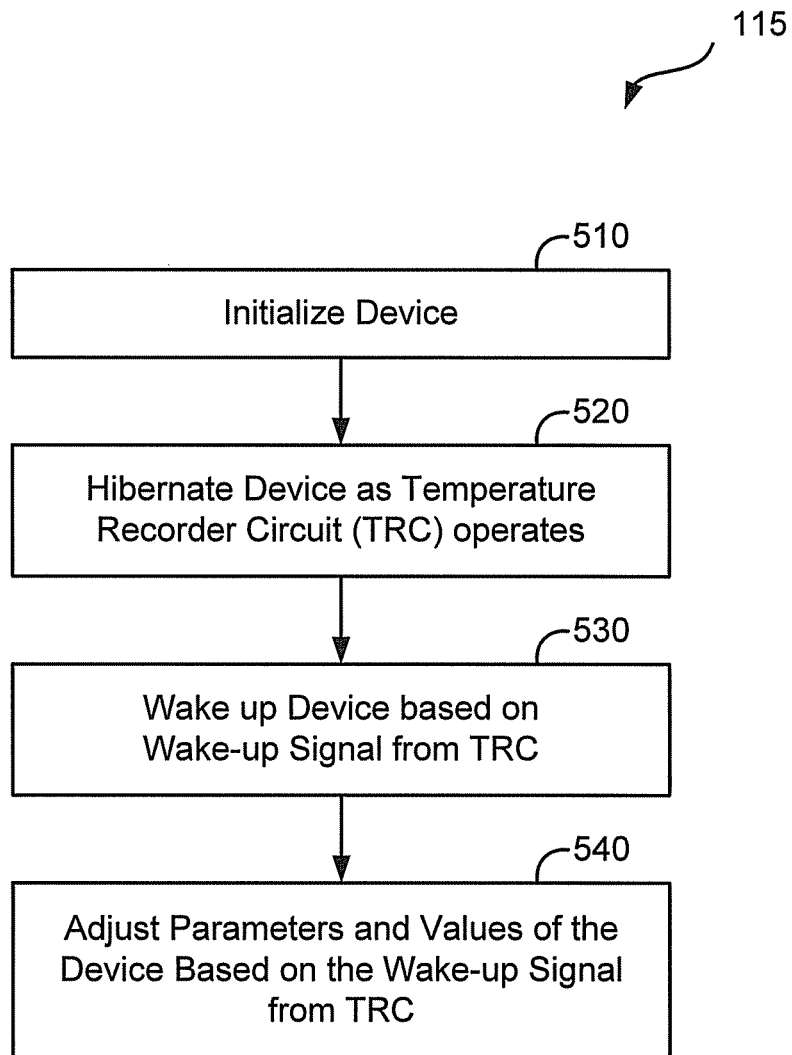 115
510
Initialize Device
520
Hibernate Device as Temperature
Recorder Circuit (TRC) operates
530
Wake up Device based on
Wake-up Signal from TRC
540
Adjust Parameters and Values of the
Device Based on the Wake-up Signal
from TRC